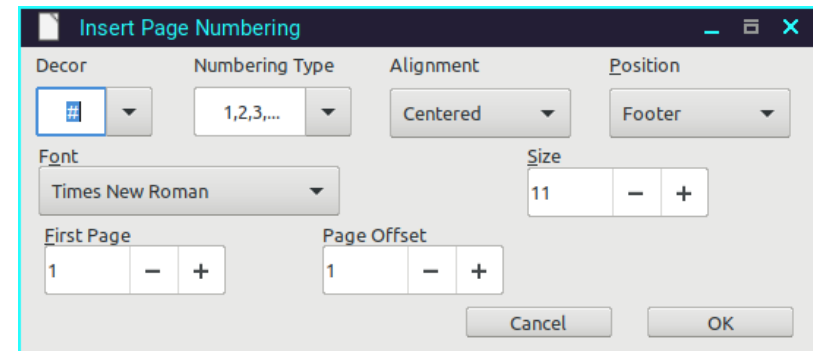 Insert Page Numbering
Decor Numbering Type Alignment Position
# 1,2,3,... Centered Footer
Font Size
Times New Roman 11 − +
First Page Page Offset
1 − + 1 − +
Cancel OK